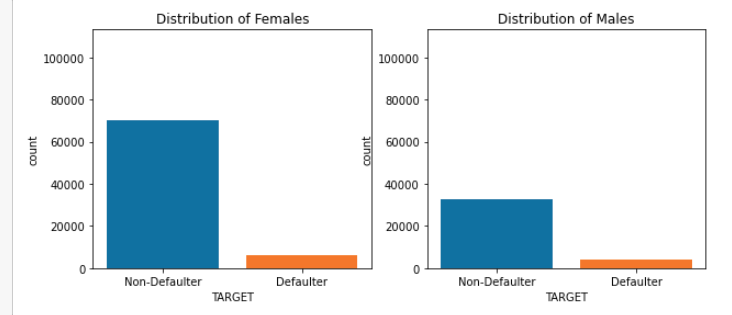 Distribution of Females
100000
80000
60000
40000
20000
0
count
Non-Defaulter
Defaulter
TARGET
Distribution of Males
100000
80000
60000
40000
20000
0
count
Non-Defaulter
Defaulter
TARGET